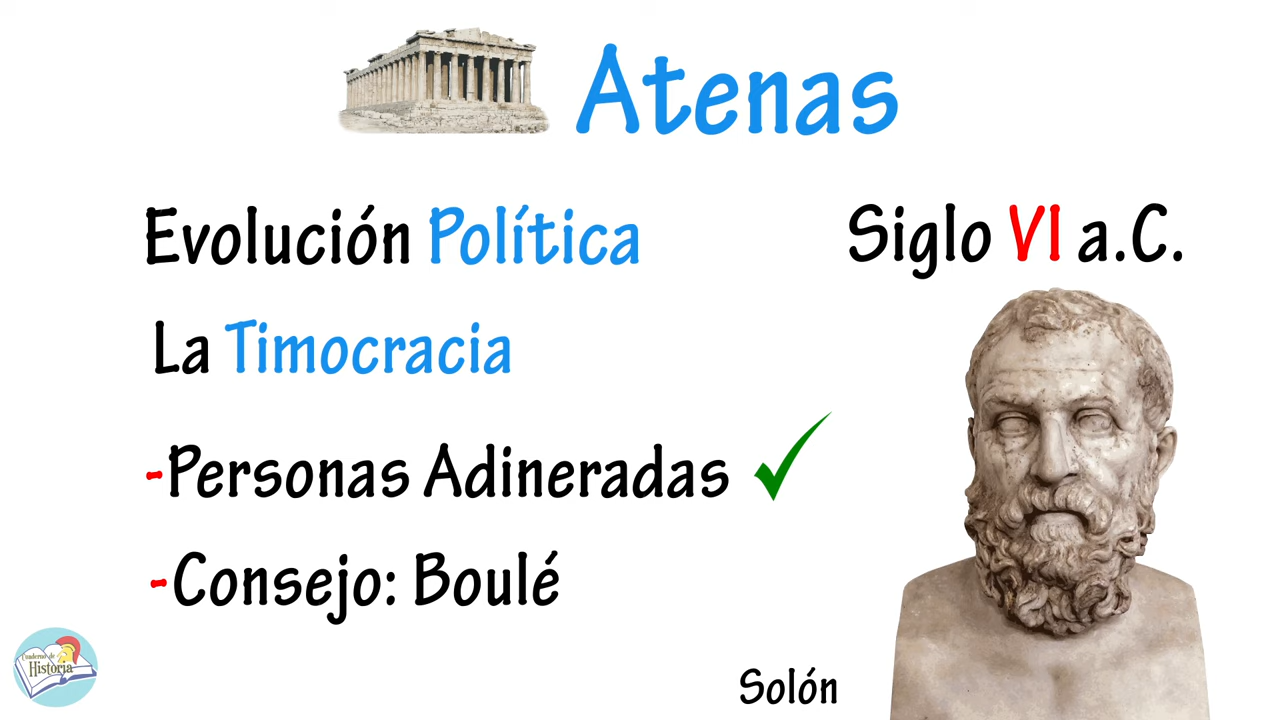 Atenas
Evolución Política
Siglo VI a.C.
La Timocracia
-Personas Adineradas
-Consejo: Boulé
Solón
Cuaderno de
Historia